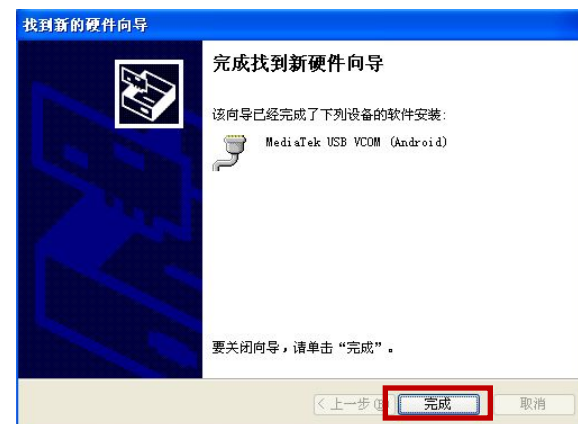 找到新的硬件向导
完成找到新硬件向导
该向导已经完成了下列设备的软件安装:
MediaTek USB VCOM (Android)
要关闭向导，请单击“完成”。
<上一步(B) 完成 取消